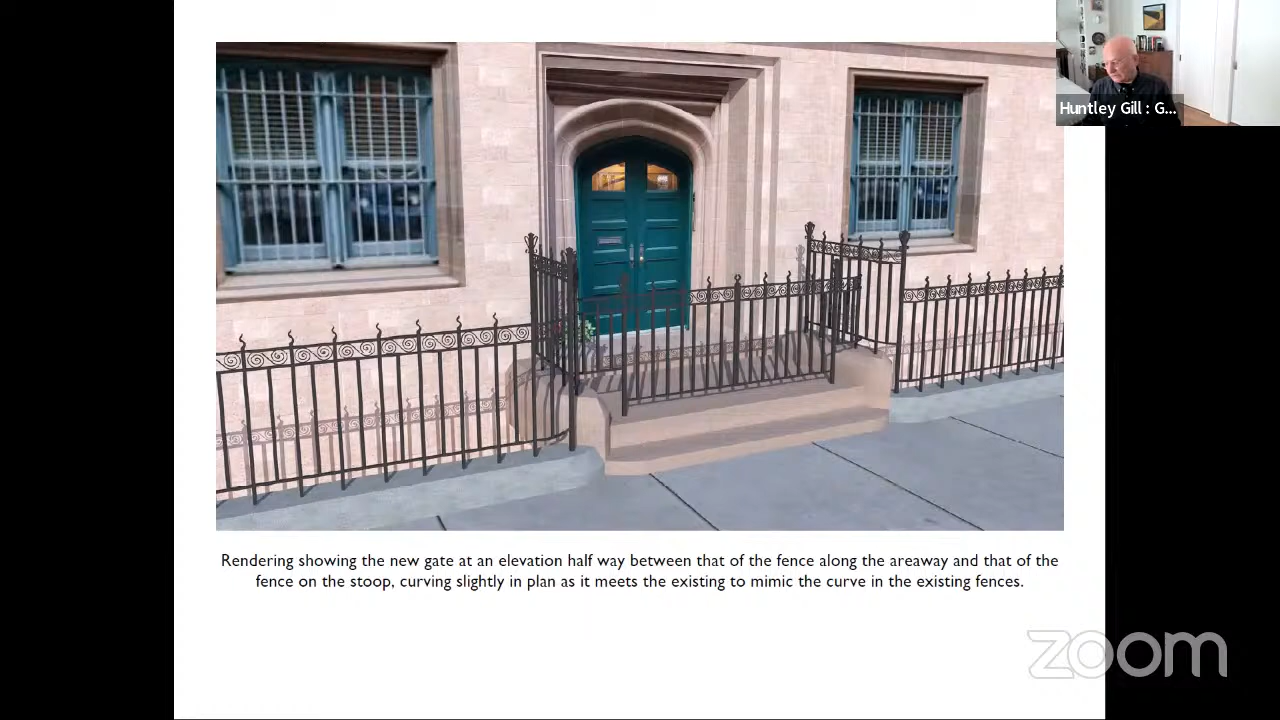 Huntley Gill : G...
Rendering showing the new gate at an elevation half way between that of the fence along the areaway and that of the
fence on the stoop, curving slightly in plan as it meets the existing to mimic the curve in the existing fences.
zoom